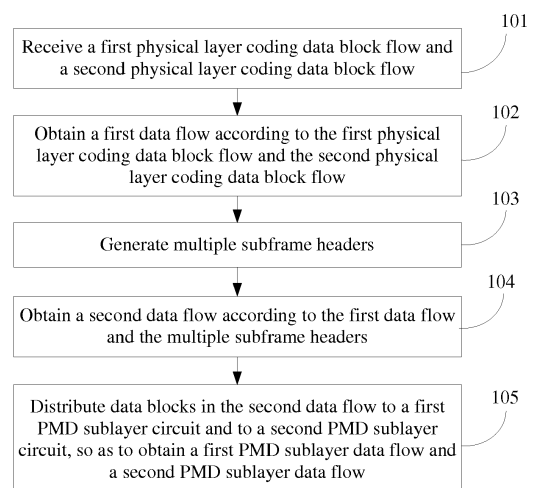 101
Receive a first physical layer coding data block flow and
a second physical layer coding data block flow
102
Obtain a first data flow according to the first physical
layer coding data block flow and the second physical
layer coding data block flow
103
Generate multiple subframe headers
104
Obtain a second data flow according to the first data flow
and the multiple subframe headers
105
Distribute data blocks in the second data flow to a first
PMD sublayer circuit and to a second PMD sublayer
circuit, so as to obtain a first PMD sublayer data flow and
a second PMD sublayer data flow